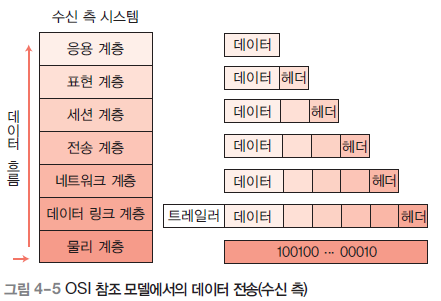 수신 측 시스템
데이터 흐름
응용 계층
데이터
표현 계층
데이터 헤더
세션 계층
데이터 헤더
전송 계층
데이터 헤더
네트워크 계층
데이터 헤더
데이터 링크 계층
트레일러 데이터 헤더
물리 계층
100100 ··· 00010
그림 4-5 OSI 참조 모델에서의 데이터 전송(수신 측)